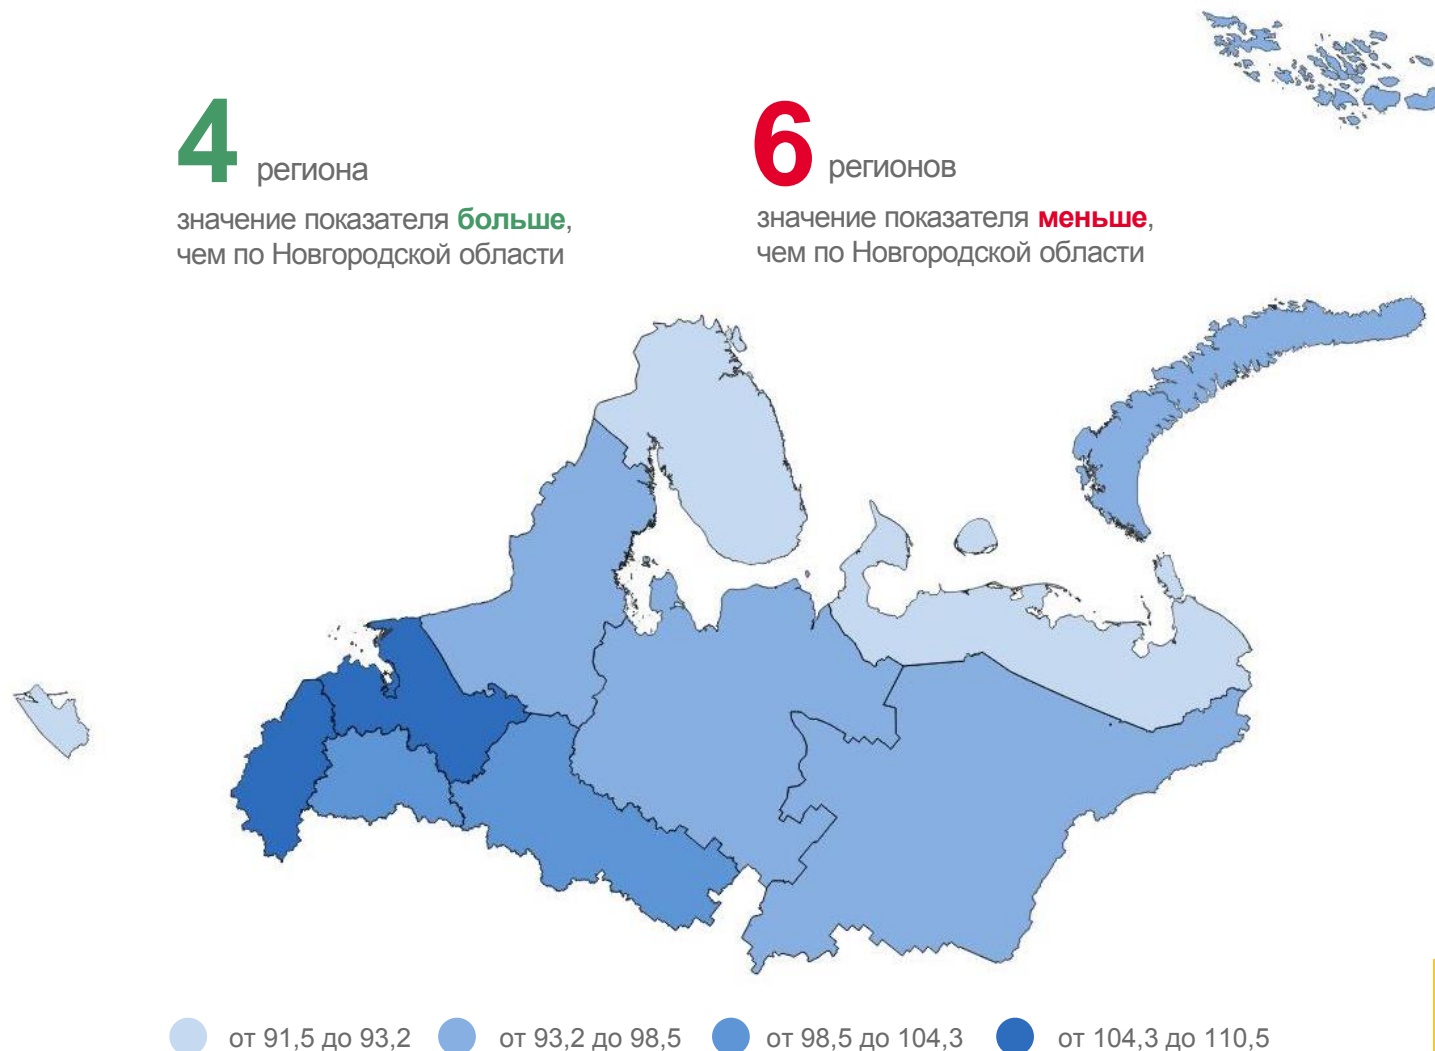 4 региона
значение показателя больше,
чем по Новгородской области
6 регионов
значение показателя меньше,
чем по Новгородской области
от 91,5 до 93,2
от 93,2 до 98,5
от 98,5 до 104,3
от 104,3 до 110,5